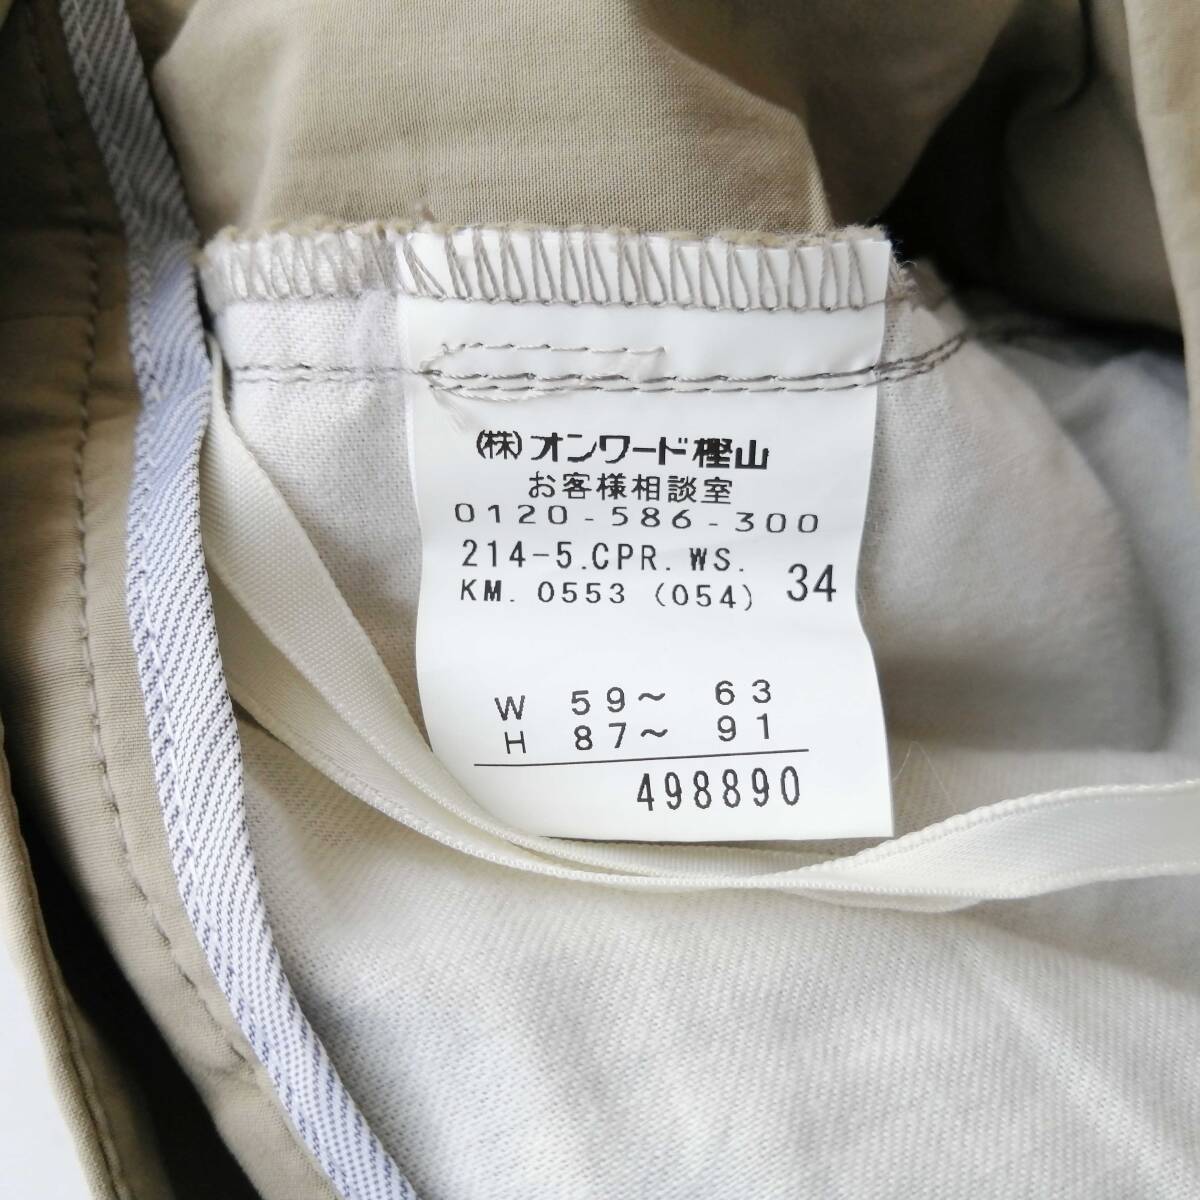 (株)オンワード樫山
お客様相談室
0120-586-300
214-5.CPR.WS.
KM. 0553 (054) 34
W 59～ 63
H 87～ 91
498890